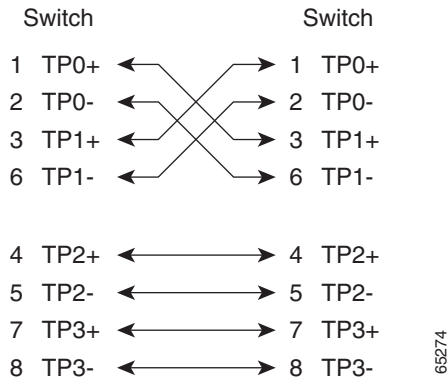 Switch Switch
1 TP0+ 1 TP0+
2 TP0- 2 TP0-
3 TP1+ 3 TP1+
6 TP1- 6 TP1-
4 TP2+ 4 TP2+
5 TP2- 5 TP2-
7 TP3+ 7 TP3+
8 TP3- 8 TP3-
65274